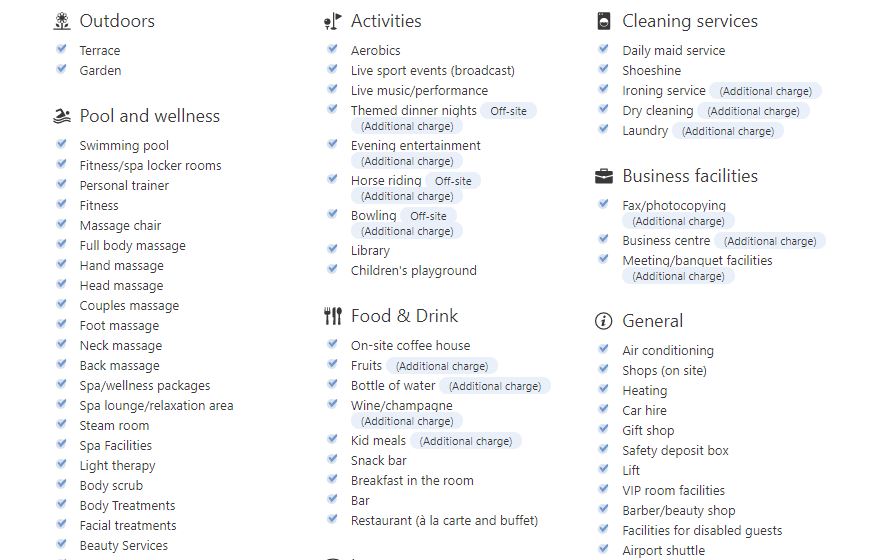 Outdoors
Terrace
Garden
Pool and wellness
Swimming pool
Fitness/spa locker rooms
Personal trainer
Fitness
Massage chair
Full body massage
Hand massage
Head massage
Couples massage
Foot massage
Neck massage
Back massage
Spa/wellness packages
Spa lounge/relaxation area
Steam room
Spa Facilities
Light therapy
Body scrub
Body Treatments
Facial treatments
Beauty Services
Activities
Aerobics
Live sport events (broadcast)
Live music/performance
Themed dinner nights Off-site
(Additional charge)
Evening entertainment
(Additional charge)
Horse riding Off-site
(Additional charge)
Bowling Off-site
(Additional charge)
Library
Children's playground
Food & Drink
On-site coffee house
Fruits (Additional charge)
Bottle of water (Additional charge)
Wine/champagne
(Additional charge)
Kid meals (Additional charge)
Snack bar
Breakfast in the room
Bar
Restaurant (à la carte and buffet)
Cleaning services
Daily maid service
Shoeshine
Ironing service (Additional charge)
Dry cleaning (Additional charge)
Laundry (Additional charge)
Business facilities
Fax/photocopying
(Additional charge)
Business centre (Additional charge)
Meeting/banquet facilities
(Additional charge)
General
Air conditioning
Shops (on site)
Heating
Car hire
Gift shop
Safety deposit box
Lift
VIP room facilities
Barber/beauty shop
Facilities for disabled guests
Airport shuttle